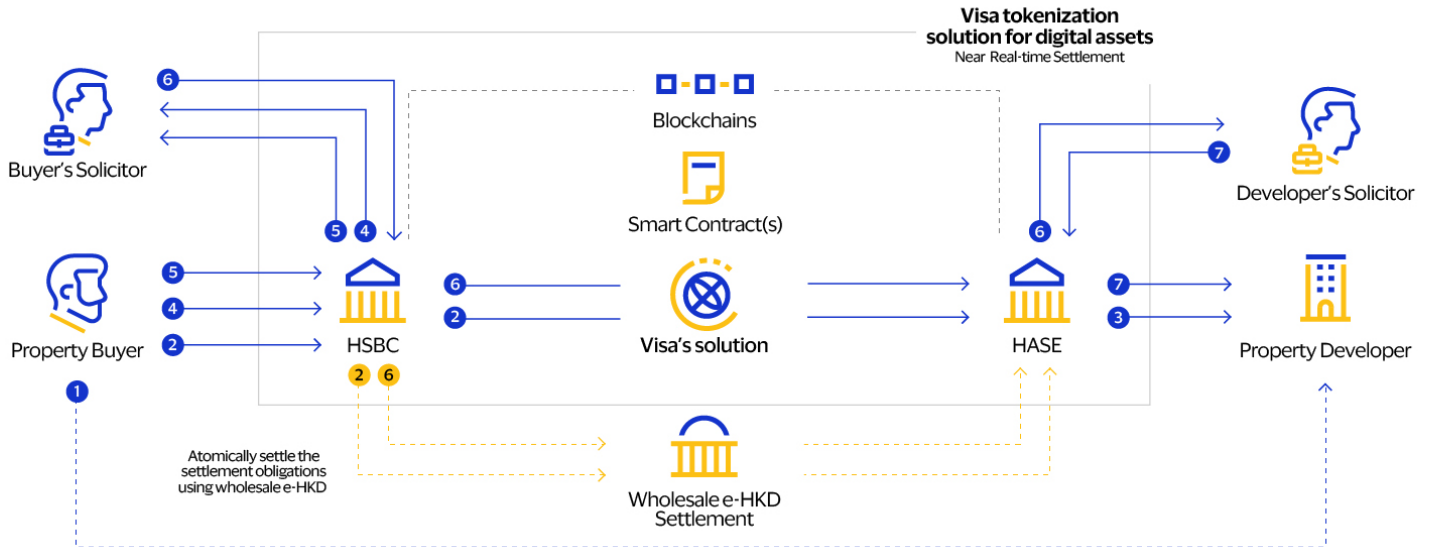 Visa tokenization
solution for digital assets
Near Real-time Settlement
6
Blockchains
Buyer's Solicitor
7
Developer's Solicitor
Smart Contract(s)
5 4
6
5
6
7
4
2
3
2
Property Buyer
HSBC
Visa's solution
HASE
Property Developer
1
2 6
Atomically settle the
settlement obligations
using wholesale e-HKD
Wholesale e-HKD
Settlement